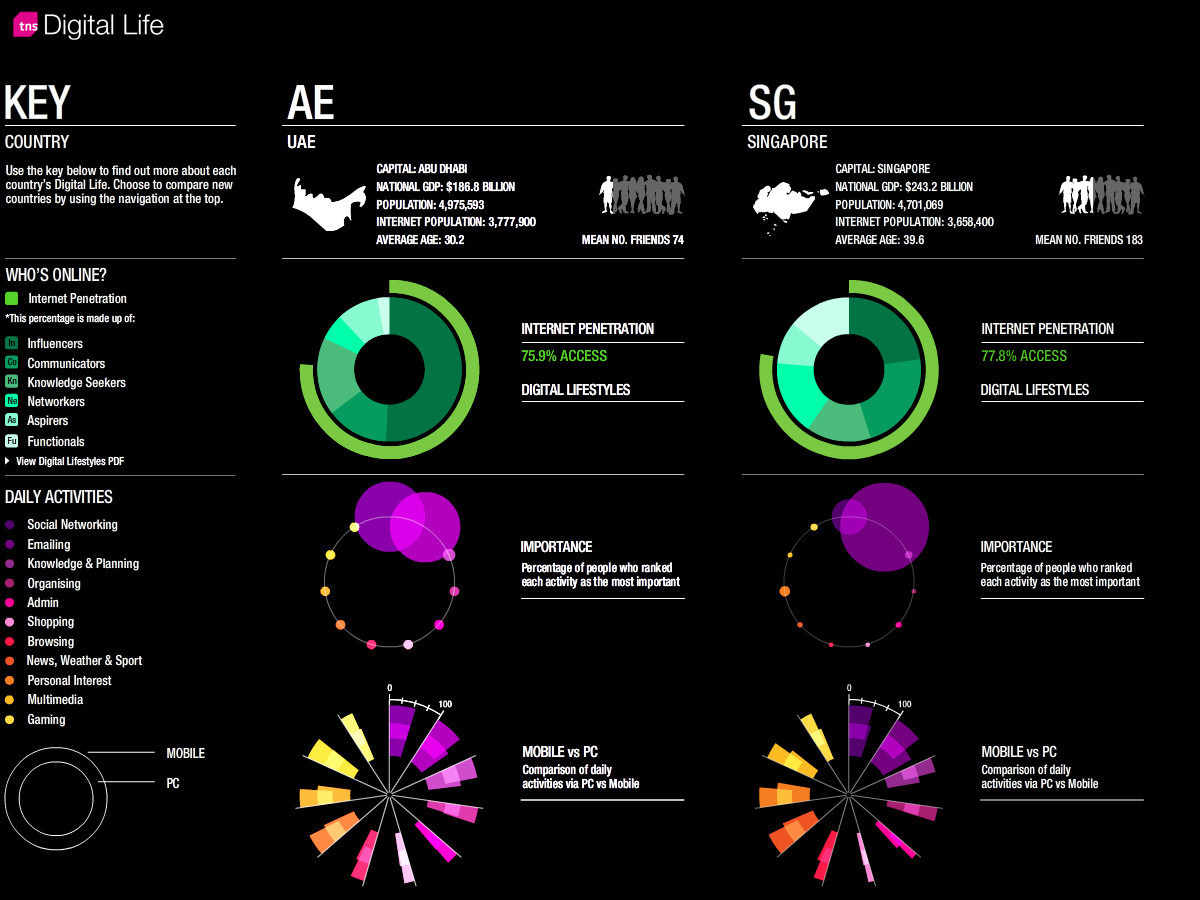 tns Digital Life
KEY
COUNTRY
Use the key below to find out more about each
country's Digital Life. Choose to compare new
countries by using the navigation at the top.
WHO'S ONLINE?
Internet Penetration
*This percentage is made up of:
In Influencers
Co Communicators
Kn Knowledge Seekers
Ne Networkers
As Aspirers
Fu Functionals
View Digital Lifestyles PDF
DAILY ACTIVITIES
Social Networking
Emailing
Knowledge & Planning
Organising
Admin
Shopping
Browsing
News, Weather & Sport
Personal Interest
Multimedia
Gaming
MOBILE
PC
AE
UAE
CAPITAL: ABU DHABI
NATIONAL GDP: $186.8 BILLION
POPULATION: 4,975,593
INTERNET POPULATION: 3,777,900
AVERAGE AGE: 30.2
MEAN NO. FRIENDS 74
INTERNET PENETRATION
75.9% ACCESS
DIGITAL LIFESTYLES
IMPORTANCE
Percentage of people who ranked
each activity as the most important
0
100
MOBILE vs PC
Comparison of daily
activities via PC vs Mobile
SG
SINGAPORE
CAPITAL: SINGAPORE
NATIONAL GDP: $243.2 BILLION
POPULATION: 4,701,069
INTERNET POPULATION: 3,658,400
AVERAGE AGE: 39.6
MEAN NO. FRIENDS 183
INTERNET PENETRATION
77.8% ACCESS
DIGITAL LIFESTYLES
IMPORTANCE
Percentage of people who ranked
each activity as the most important
0
100
MOBILE vs PC
Comparison of daily
activities via PC vs Mobile